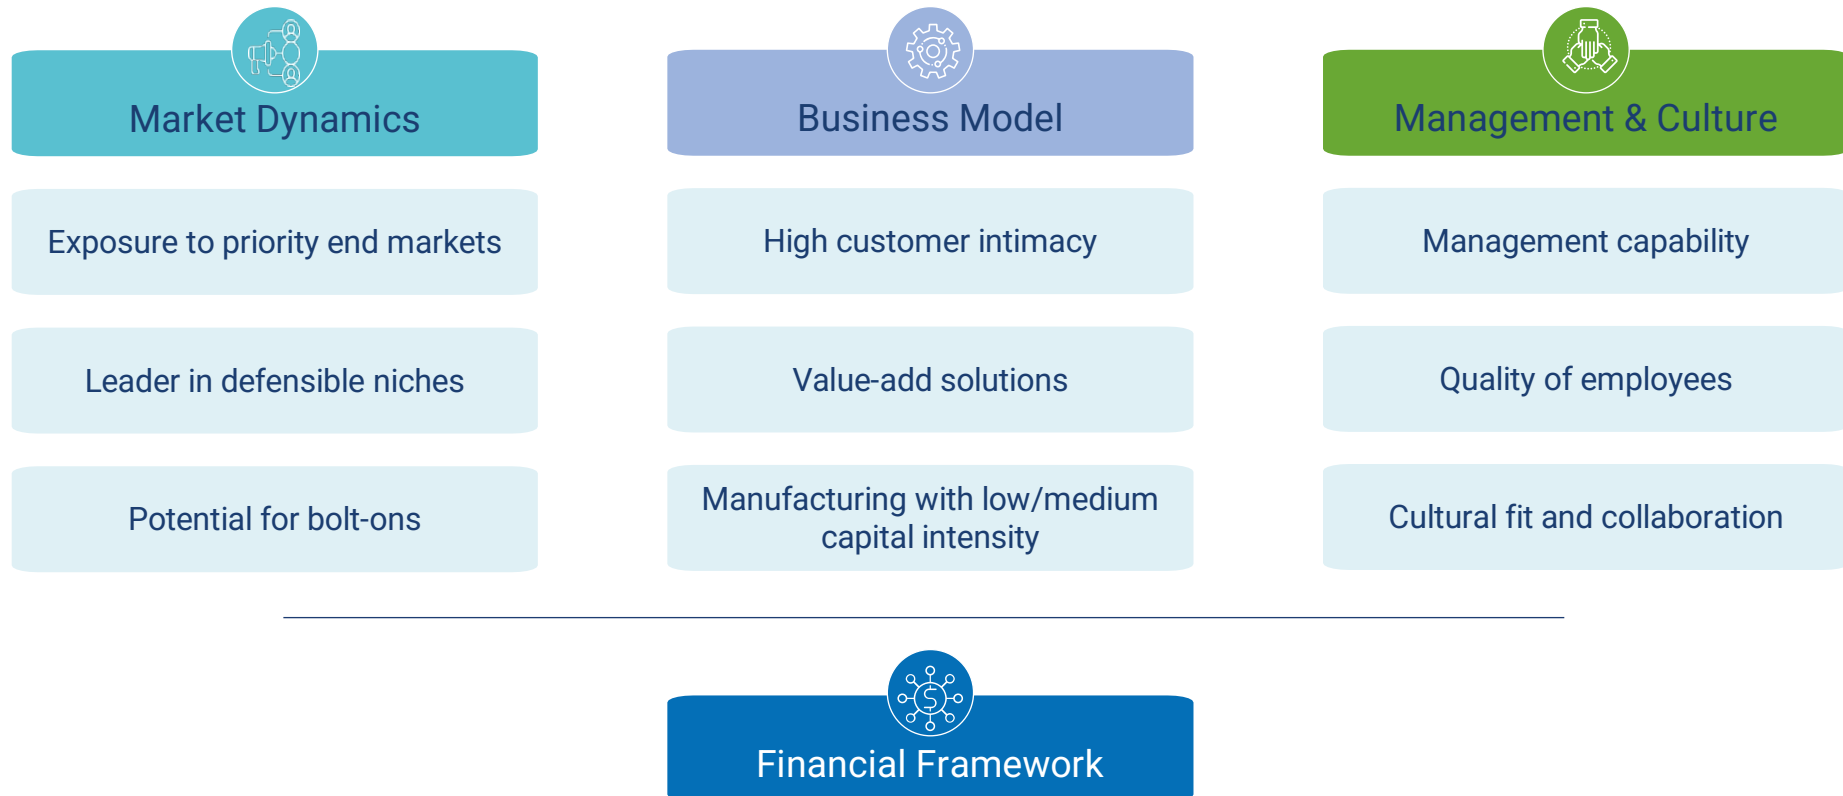 Market Dynamics
Exposure to priority end markets
Leader in defensible niches
Potential for bolt-ons
Business Model
High customer intimacy
Value-add solutions
Manufacturing with low/medium
capital intensity
Management & Culture
Management capability
Quality of employees
Cultural fit and collaboration
Financial Framework